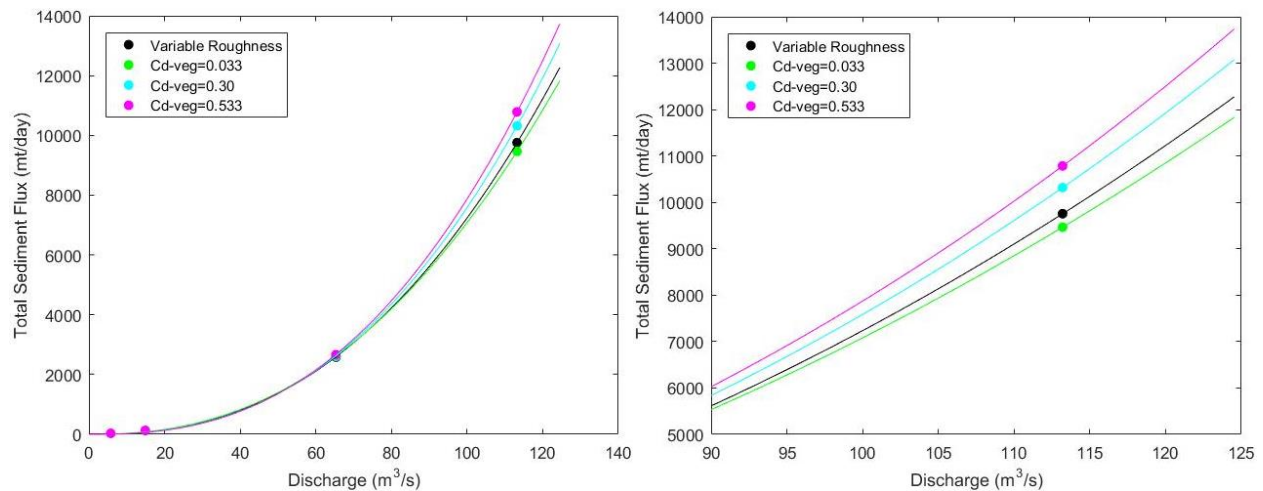 14000
12000
10000
8000
6000
4000
2000
0
Total Sediment Flux (mt/day)
Variable Roughness
Cd-veg=0.033
Cd-veg=0.30
Cd-veg=0.533
0 20 40 60 80 100 120 140
Discharge (m³/s)
14000
13000
12000
11000
10000
9000
8000
7000
6000
5000
Total Sediment Flux (mt/day)
Variable Roughness
Cd-veg=0.033
Cd-veg=0.30
Cd-veg=0.533
90 95 100 105 110 115 120 125
Discharge (m³/s)